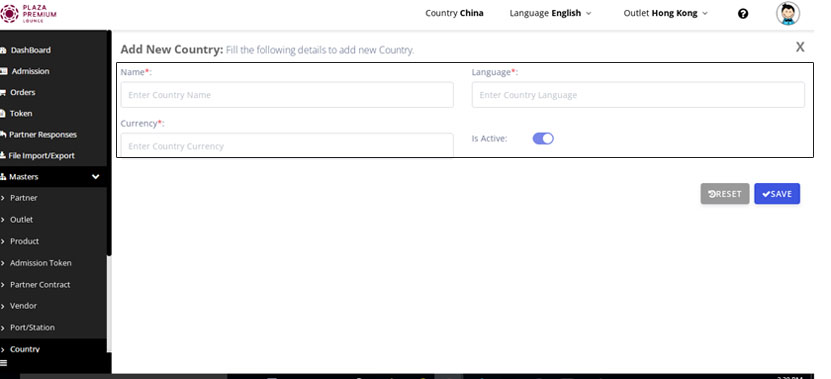 PLAZA
PREMIUM
LOUNGE
Country China
Language English
Outlet Hong Kong
DashBoard
Admission
Orders
Token
Partner Responses
File Import/Export
Masters
Partner
Outlet
Product
Admission Token
Partner Contract
Vendor
Port/Station
Country
Add New Country: Fill the following details to add new Country.
X
Name*:
Enter Country Name
Language*:
Enter Country Language
Currency*:
Enter Country Currency
Is Active:
RESET
SAVE